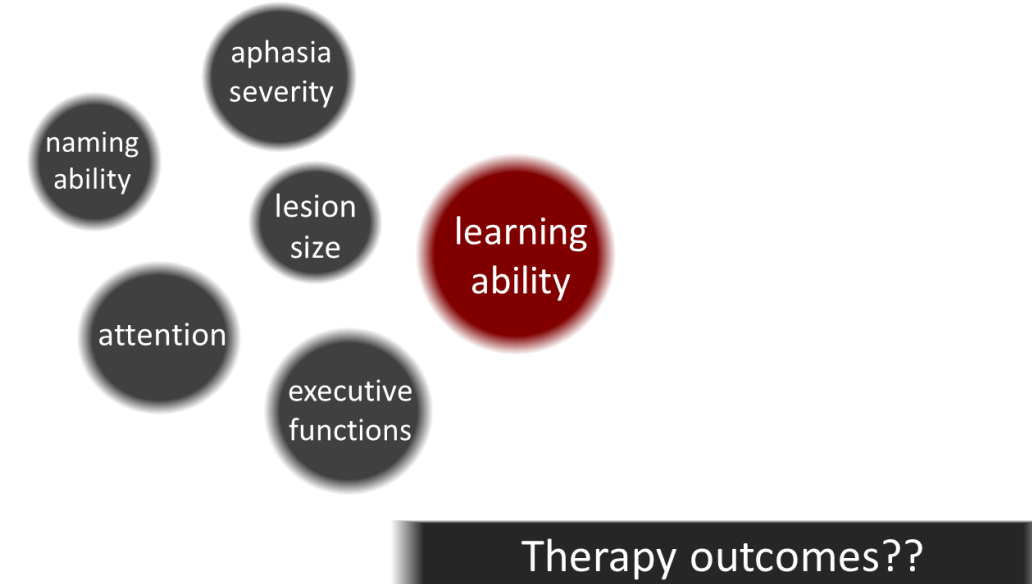 aphasia
severity
naming
ability
lesion
size
learning
ability
attention
executive
functions
Therapy outcomes??